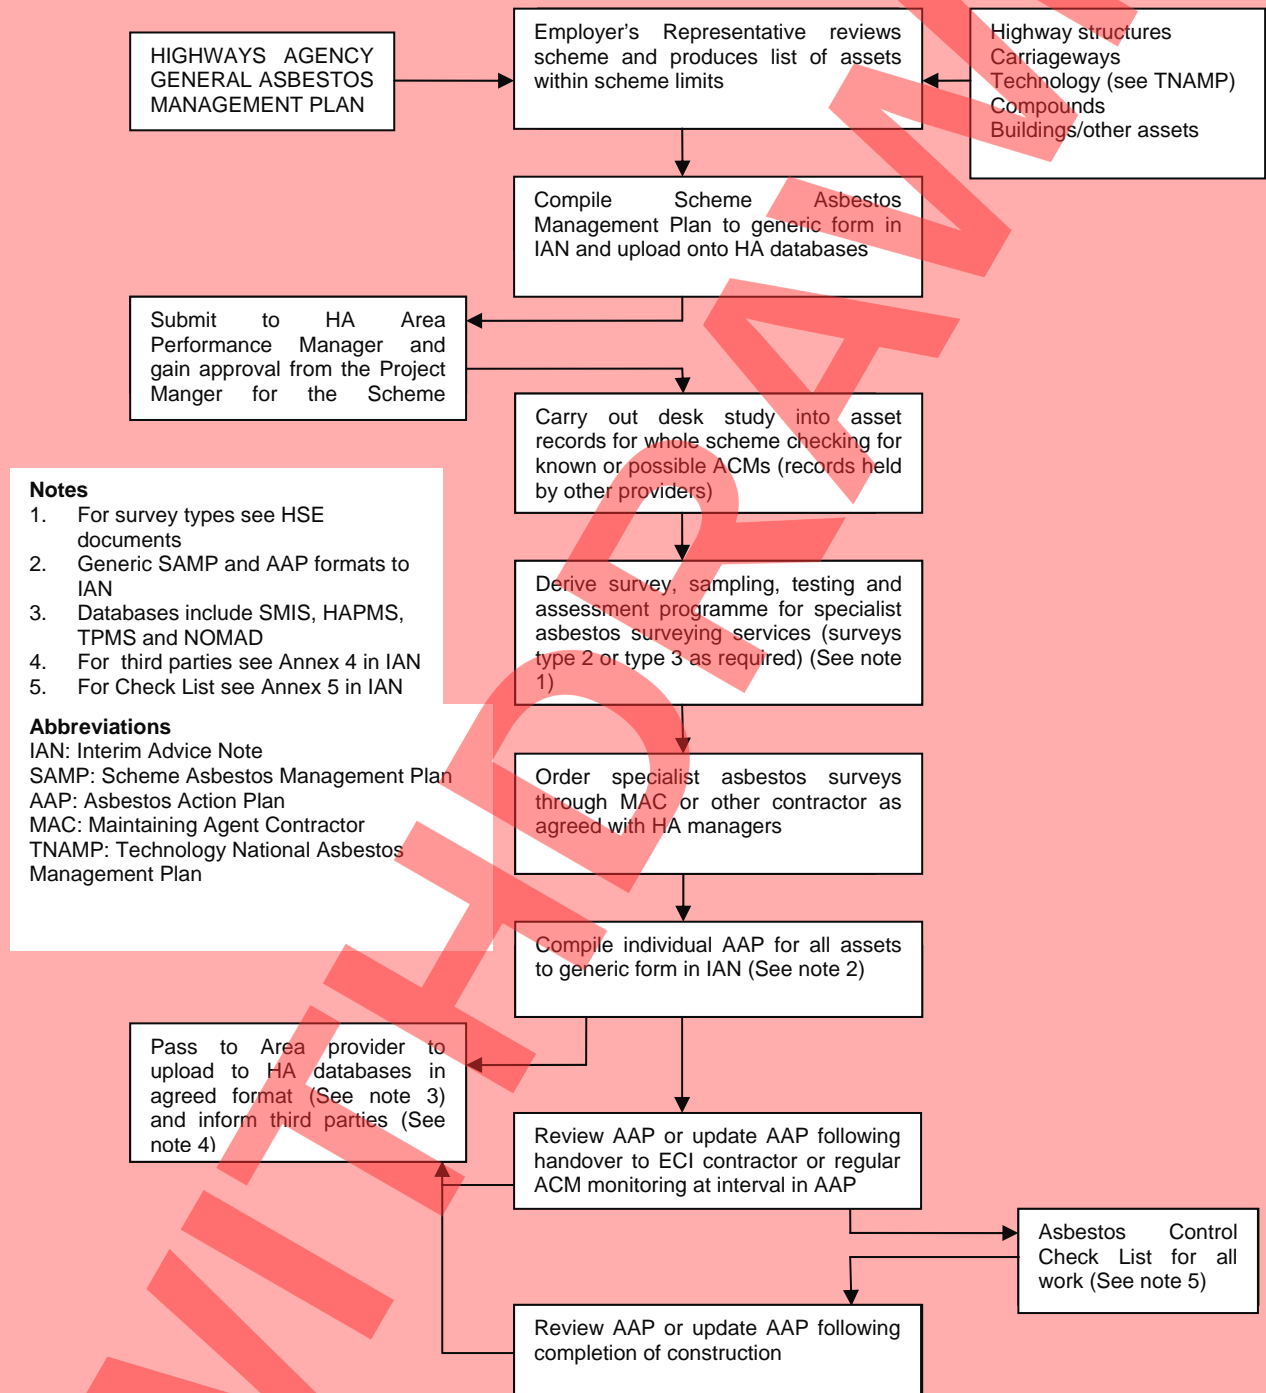 HIGHWAYS AGENCY
GENERAL ASBESTOS
MANAGEMENT PLAN
Employer's Representative reviews
scheme and produces list of assets
within scheme limits
Highway structures
Carriageways
Technology (see TNAMP)
Compounds
Buildings/other assets
Compile Scheme Asbestos
Management Plan to generic form in
IAN and upload onto HA databases
Submit to HA Area
Performance Manager and
gain approval from the Project
Manger for the Scheme
Carry out desk study into asset
records for whole scheme checking for
known or possible ACMs (records held
by other providers)
Notes
1. For survey types see HSE
documents
2. Generic SAMP and AAP formats to
IAN
3. Databases include SMIS, HAPMS,
TPMS and NOMAD
4. For third parties see Annex 4 in IAN
5. For Check List see Annex 5 in IAN
Abbreviations
IAN: Interim Advice Note
SAMP: Scheme Asbestos Management Plan
AAP: Asbestos Action Plan
MAC: Maintaining Agent Contractor
TNAMP: Technology National Asbestos
Management Plan
Derive survey, sampling, testing and
assessment programme for specialist
asbestos surveying services (surveys
type 2 or type 3 as required) (See note
1)
Order specialist asbestos surveys
through MAC or other contractor as
agreed with HA managers
Compile individual AAP for all assets
to generic form in IAN (See note 2)
Pass to Area provider to
upload to HA databases in
agreed format (See note 3)
and inform third parties (See
note 4)
Review AAP or update AAP following
handover to ECI contractor or regular
ACM monitoring at interval in AAP
Asbestos Control
Check List for all
work (See note 5)
Review AAP or update AAP following
completion of construction
WITHDRAWN